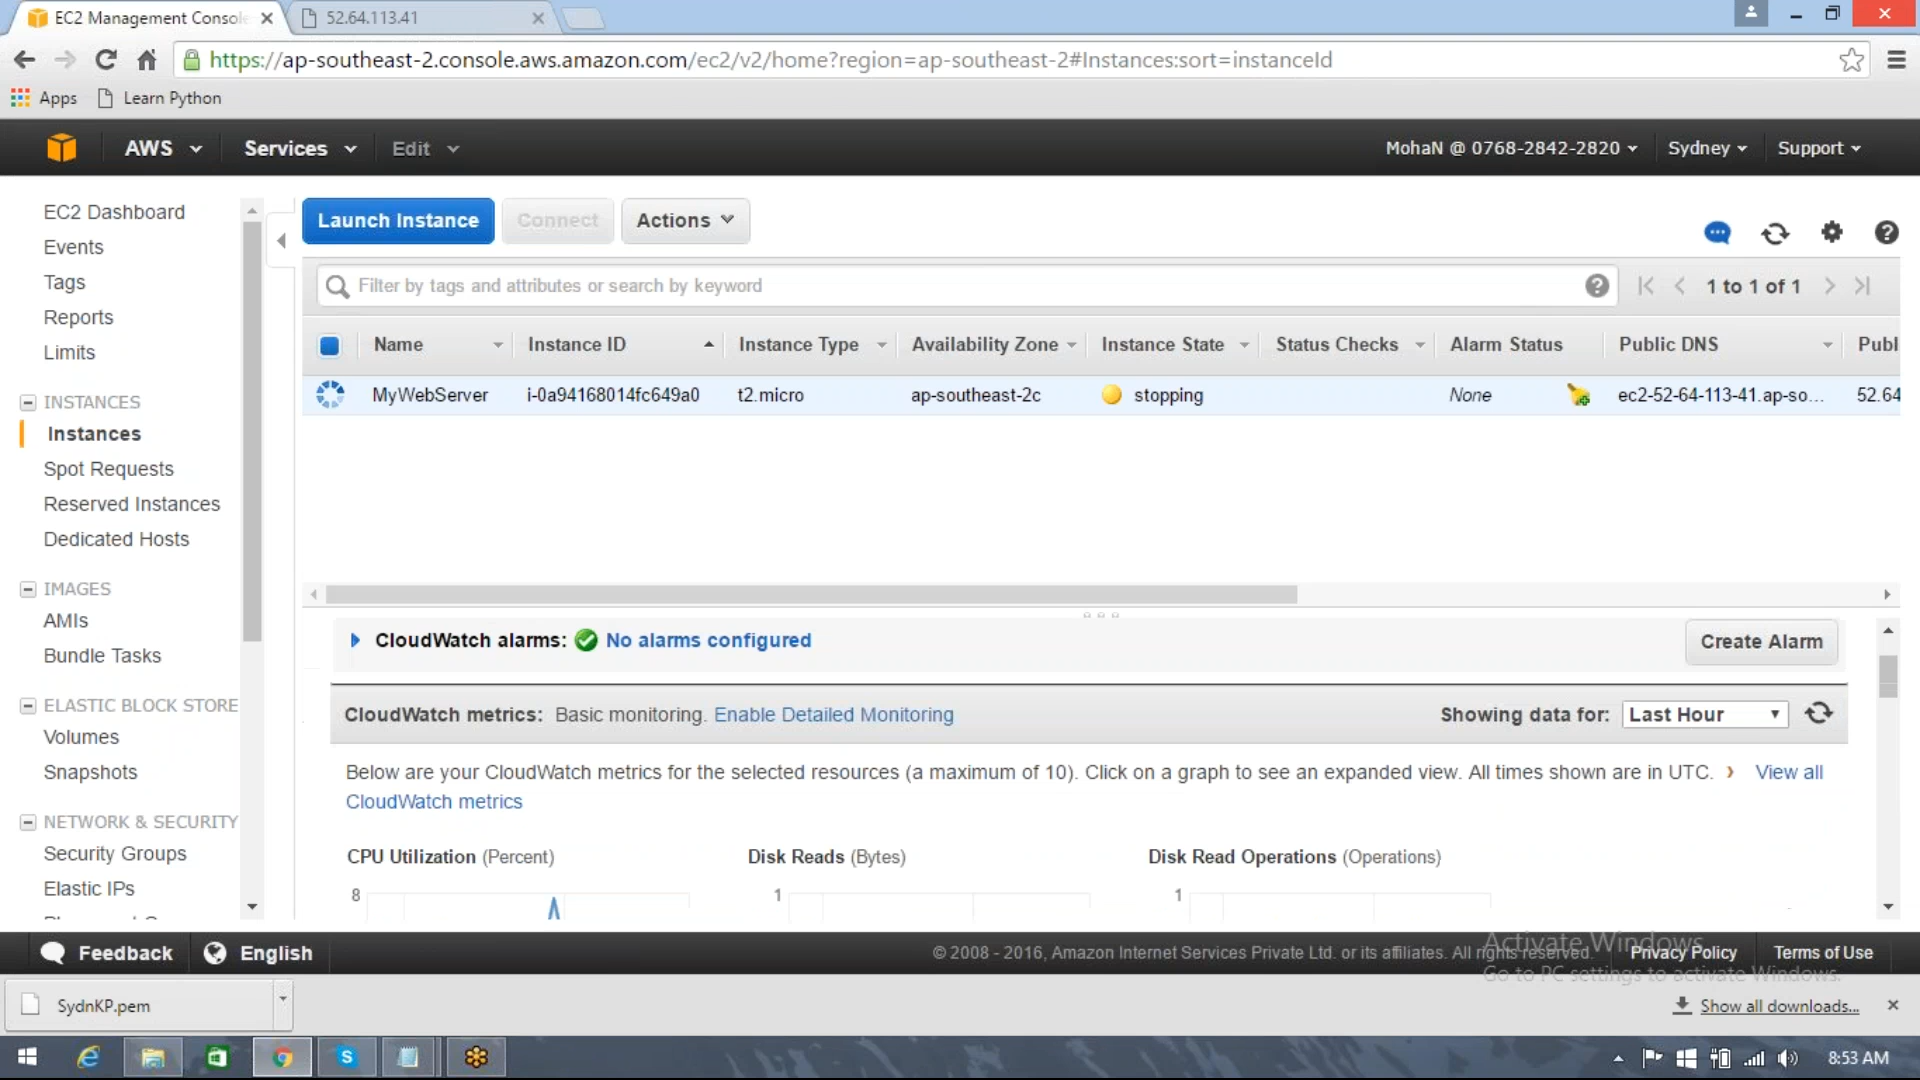 EC2 Management Console
52.64.113.41
https://ap-southeast-2.console.aws.amazon.com/ec2/v2/home?region=ap-southeast-2#Instances:sort=instanceId
Apps
Learn Python
AWS
Services
Edit
MohaN @ 0768-2842-2820
Sydney
Support
EC2 Dashboard
Events
Tags
Reports
Limits
INSTANCES
Instances
Spot Requests
Reserved Instances
Dedicated Hosts
IMAGES
AMIs
Bundle Tasks
ELASTIC BLOCK STORE
Volumes
Snapshots
NETWORK & SECURITY
Security Groups
Elastic IPs
Launch Instance
Connect
Actions
Filter by tags and attributes or search by keyword
1 to 1 of 1
Name Instance ID Instance Type Availability Zone Instance State Status Checks Alarm Status Public DNS Publ
MyWebServer i-0a94168014fc649a0 t2.micro ap-southeast-2c stopping None ec2-52-64-113-41.ap-so... 52.64
CloudWatch alarms: No alarms configured
Create Alarm
CloudWatch metrics: Basic monitoring. Enable Detailed Monitoring
Showing data for: Last Hour
Below are your CloudWatch metrics for the selected resources (a maximum of 10). Click on a graph to see an expanded view. All times shown are in UTC. › View all
CloudWatch metrics
CPU Utilization (Percent)
8
Disk Reads (Bytes)
1
Disk Read Operations (Operations)
1
Feedback
English
© 2008 - 2016, Amazon Internet Services Private Ltd. or its affiliates. All rights reserved.
Privacy Policy
Terms of Use
Activate Windows
Go to PC settings to activate Windows.
SydnKP.pem
Show all downloads...
8:53 AM